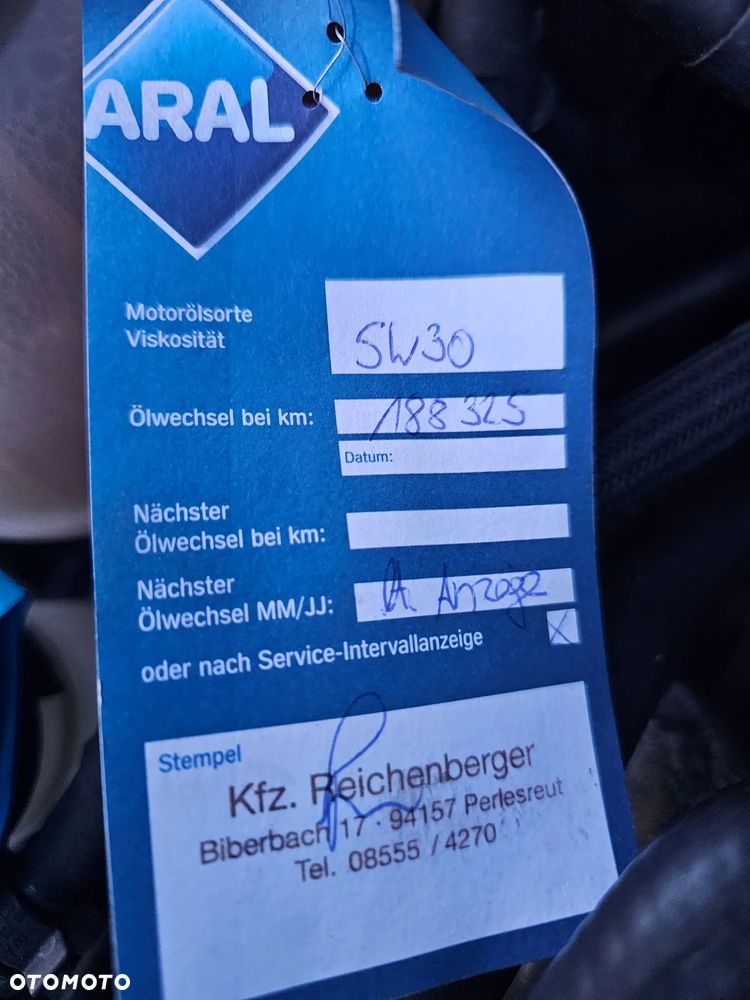 ARAL
Motorölsorte
Viskosität
5W30
Ölwechsel bei km:
188 325
Datum:
Nächster
Ölwechsel bei km:
Nächster
Ölwechsel MM/JJ:
Anzeige
oder nach Service-Intervallanzeige
X
Stempel
Kfz. Reichenberger
Biberbach 17 · 94157 Perlesreut
Tel. 08555 / 4270
OTOMOTO